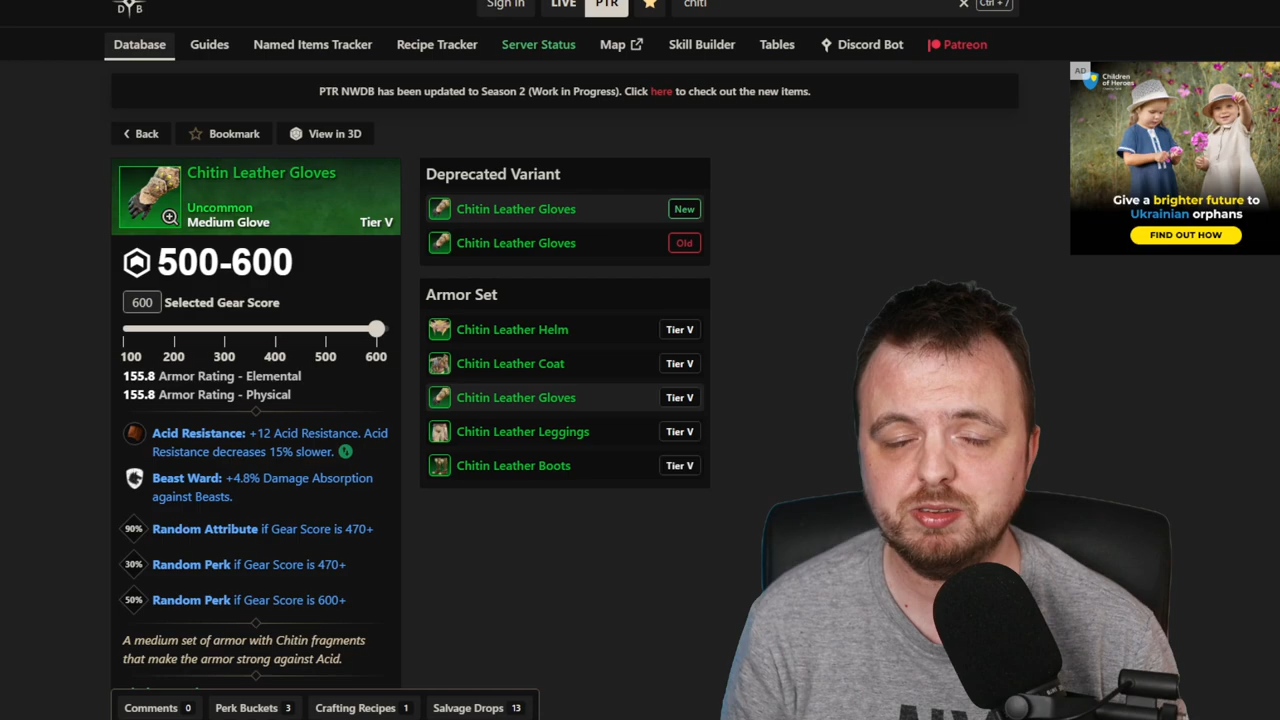 D B
Sign In
LIVE
PTR
chiti
Ctrl + /
Database
Guides
Named Items Tracker
Recipe Tracker
Server Status
Map
Skill Builder
Tables
Discord Bot
Patreon
PTR NWDB has been updated to Season 2 (Work in Progress). Click here to check out the new items.
Back
Bookmark
View in 3D
Chitin Leather Gloves
Uncommon
Medium Glove
Tier V
500-600
600 Selected Gear Score
100 200 300 400 500 600
155.8 Armor Rating - Elemental
155.8 Armor Rating - Physical
Acid Resistance: +12 Acid Resistance. Acid
Resistance decreases 15% slower.
Beast Ward: +4.8% Damage Absorption
against Beasts.
90% Random Attribute if Gear Score is 470+
30% Random Perk if Gear Score is 470+
50% Random Perk if Gear Score is 600+
A medium set of armor with Chitin fragments
that make the armor strong against Acid.
Comments 0
Perk Buckets 3
Crafting Recipes 1
Salvage Drops 13
Deprecated Variant
Chitin Leather Gloves New
Chitin Leather Gloves Old
Armor Set
Chitin Leather Helm Tier V
Chitin Leather Coat Tier V
Chitin Leather Gloves Tier V
Chitin Leather Leggings Tier V
Chitin Leather Boots Tier V
AD
Children
of Heroes
Give a brighter future to
Ukrainian orphans
FIND OUT HOW